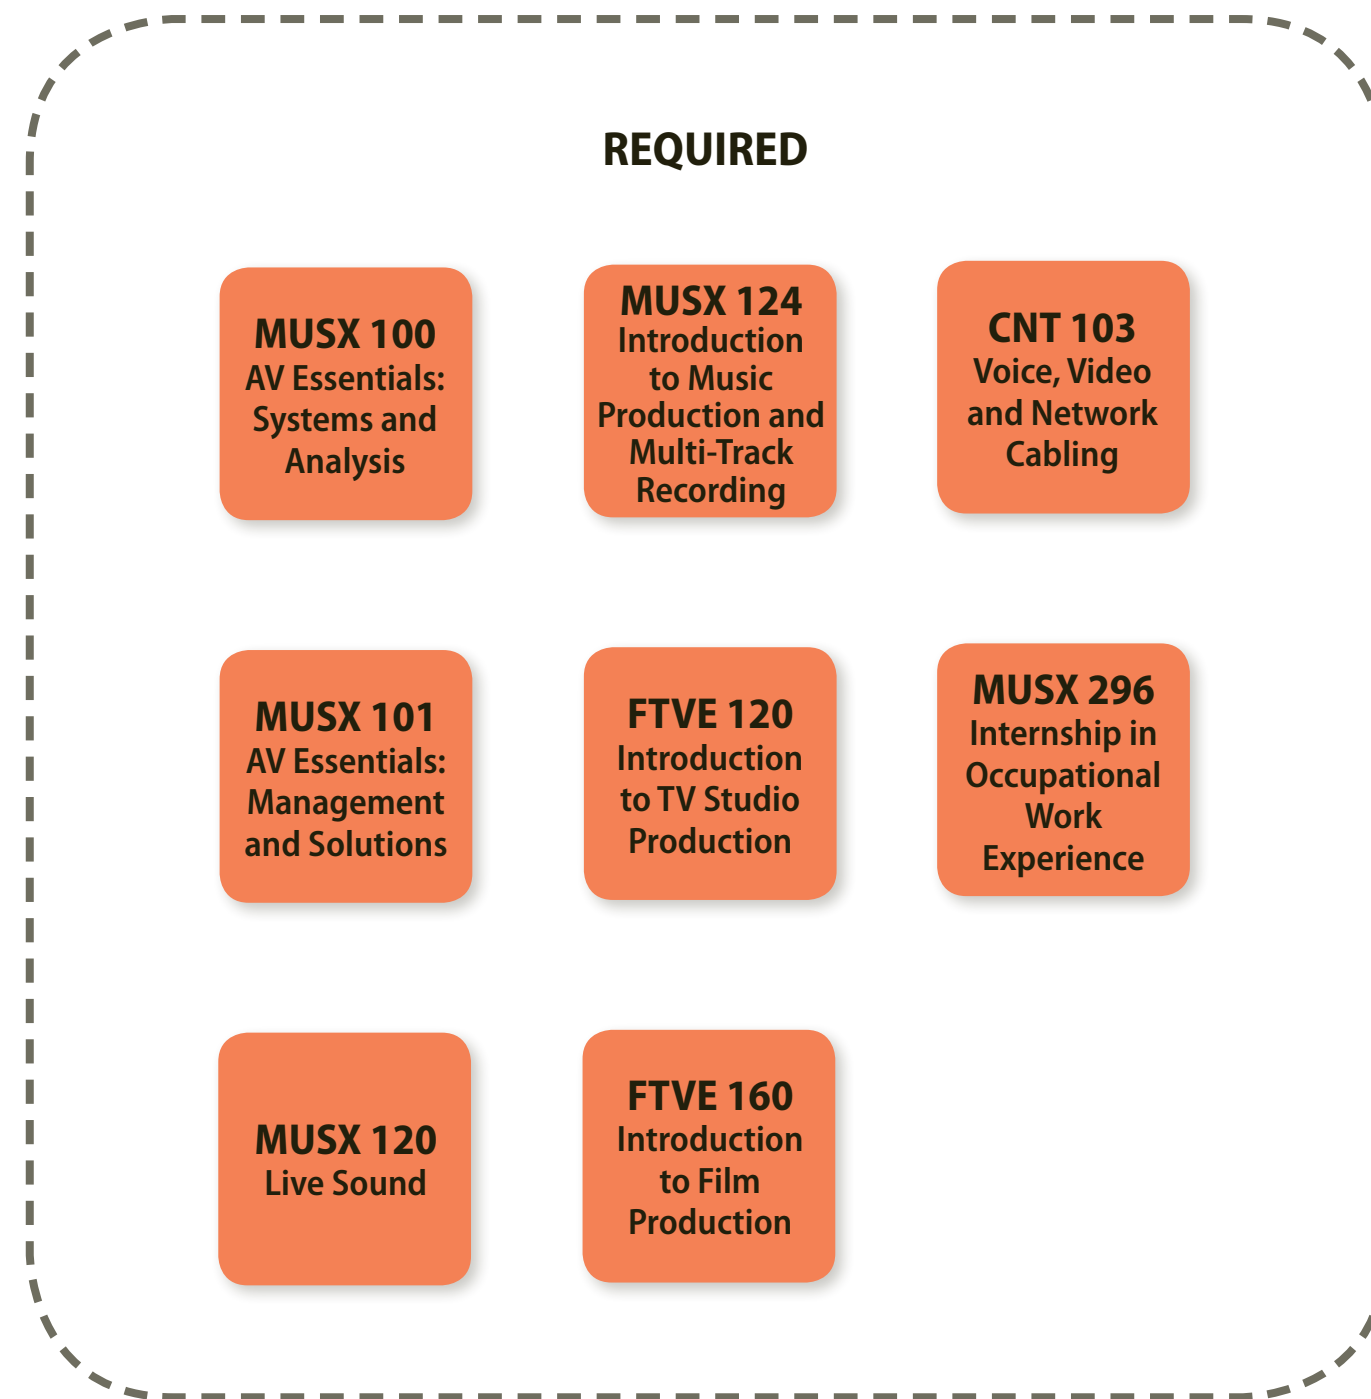 REQUIRED
MUSX 100
AV Essentials:
Systems and
Analysis
MUSX 124
Introduction
to Music
Production and
Multi-Track
Recording
CNT 103
Voice, Video
and Network
Cabling
MUSX 101
AV Essentials:
Management
and Solutions
FTVE 120
Introduction
to TV Studio
Production
MUSX 296
Internship in
Occupational
Work
Experience
MUSX 120
Live Sound
FTVE 160
Introduction
to Film
Production